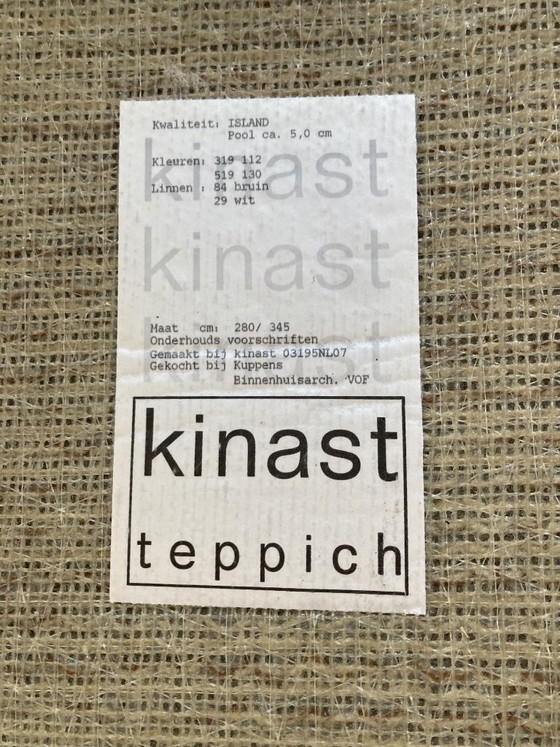 Kwaliteit: ISLAND
Pool ca. 5,0 cm
kinast
Kleuren: 319 112
519 130
Linnen : 84 bruin
29 wit
kinast
kinast
Maat cm: 280/ 345
Onderhouds voorschriften
Gemaakt bij kinast 03195NL07
Gekocht bij Kuppens
Binnenhuisarch. VOF
kinast
teppich